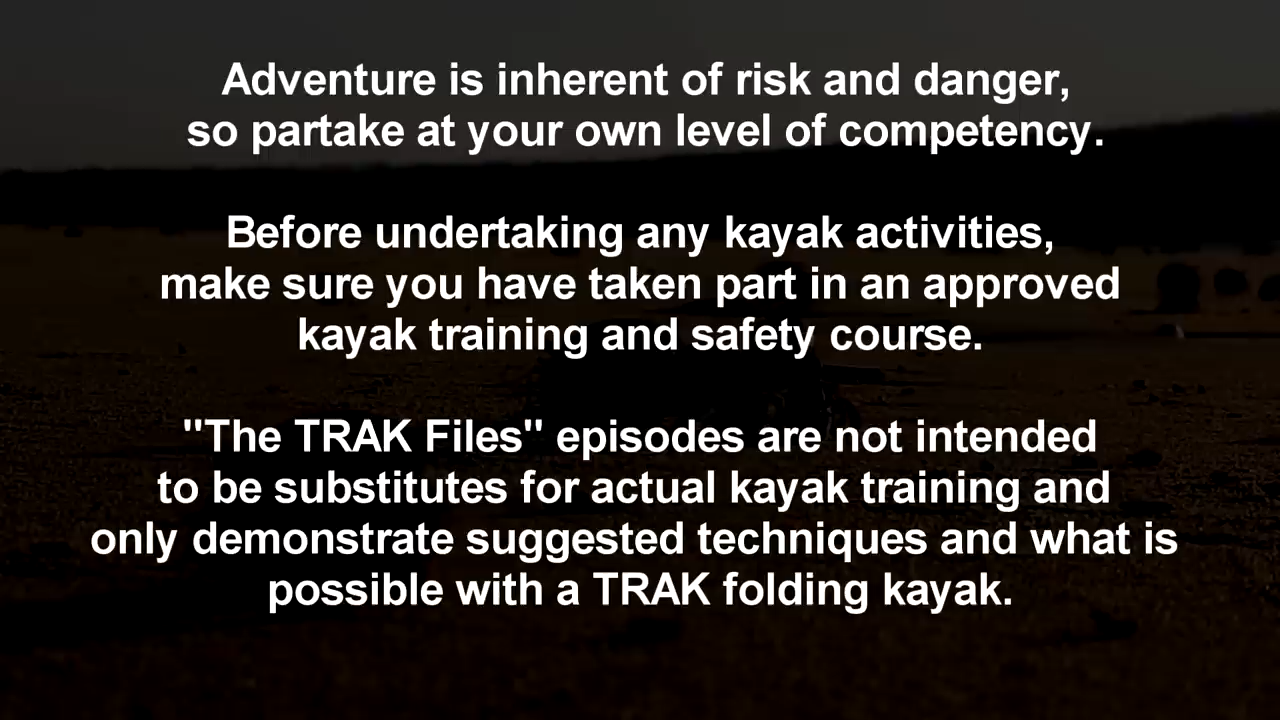 Adventure is inherent of risk and danger,
so partake at your own level of competency.
Before undertaking any kayak activities,
make sure you have taken part in an approved
kayak training and safety course.
"The TRAK Files" episodes are not intended
to be substitutes for actual kayak training and
only demonstrate suggested techniques and what is
possible with a TRAK folding kayak.